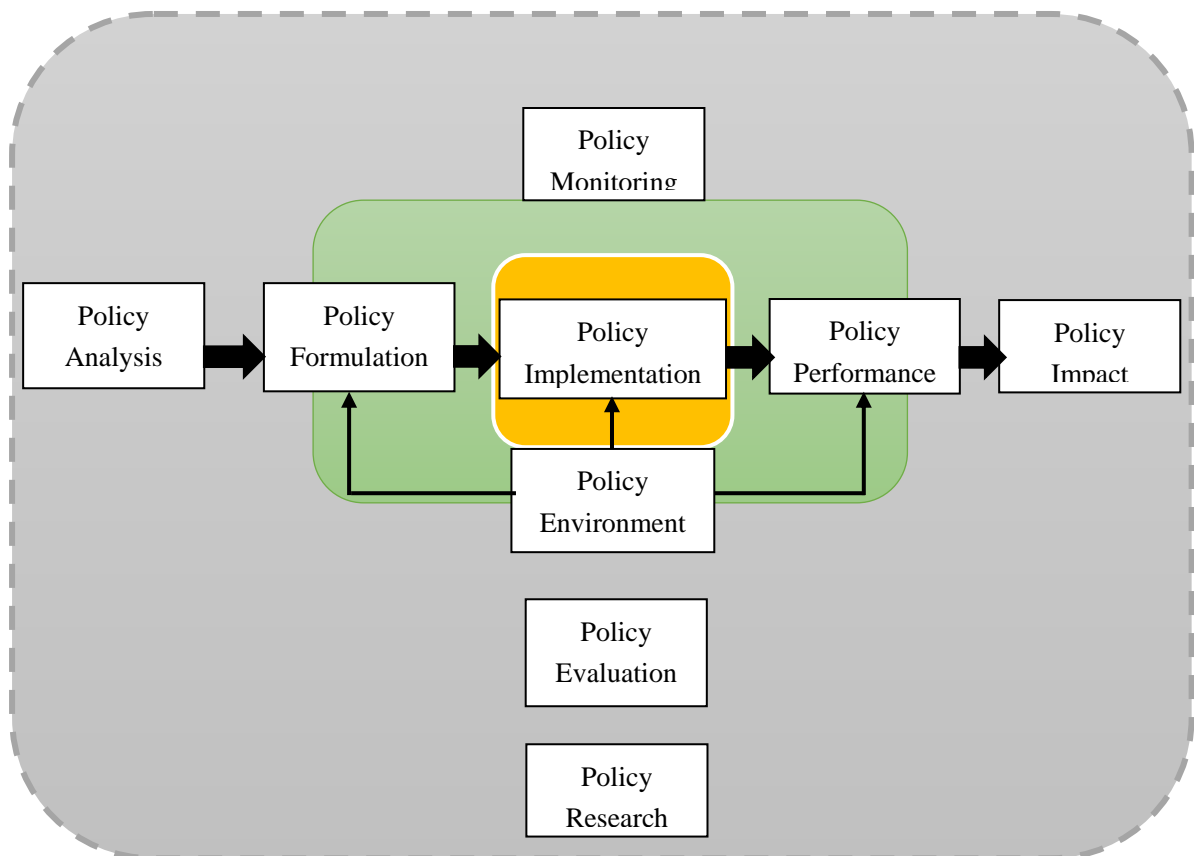 Policy
Monitoring
Policy
Analysis
Policy
Formulation
Policy
Implementation
Policy
Performance
Policy
Impact
Policy
Environment
Policy
Evaluation
Policy
Research